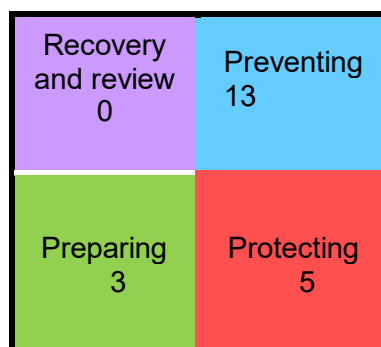 Recovery
and review
0
Preventing
13
Preparing
3
Protecting
5